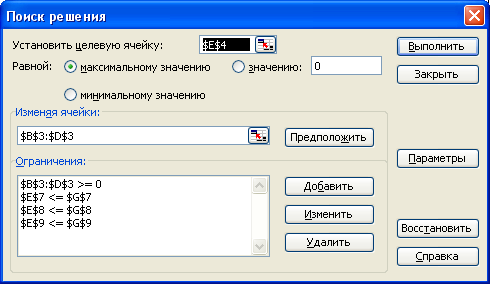 Поиск решения
Установить целевую ячейку: $E$4 Выполнить
Равной: максимальному значению значению: 0 Закрыть
минимальному значению
Изменяя ячейки:
$B$3:$D$3 Предположить
Ограничения: Параметры
$B$3:$D$3 >= 0 Добавить
$E$7 <= $G$7
$E$8 <= $G$8 Изменить
$E$9 <= $G$9 Восстановить
Удалить Справка